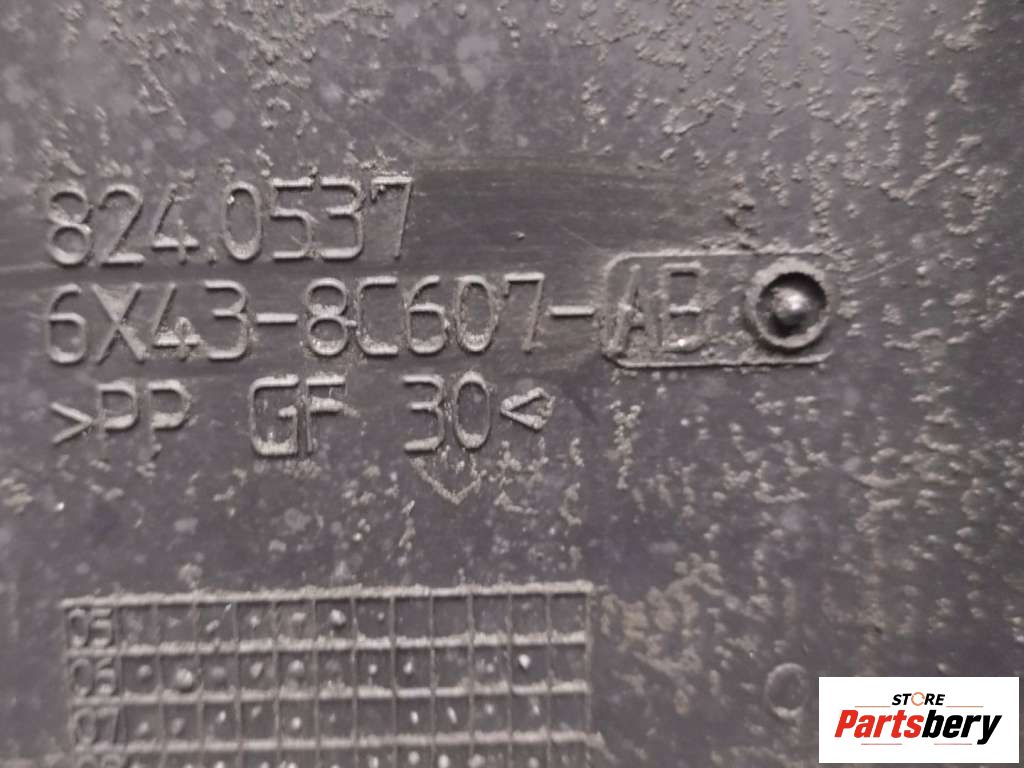 824.0537
6X43-8C607-AB
>PP GF 30<
05
06
07
STORE
Partsbery